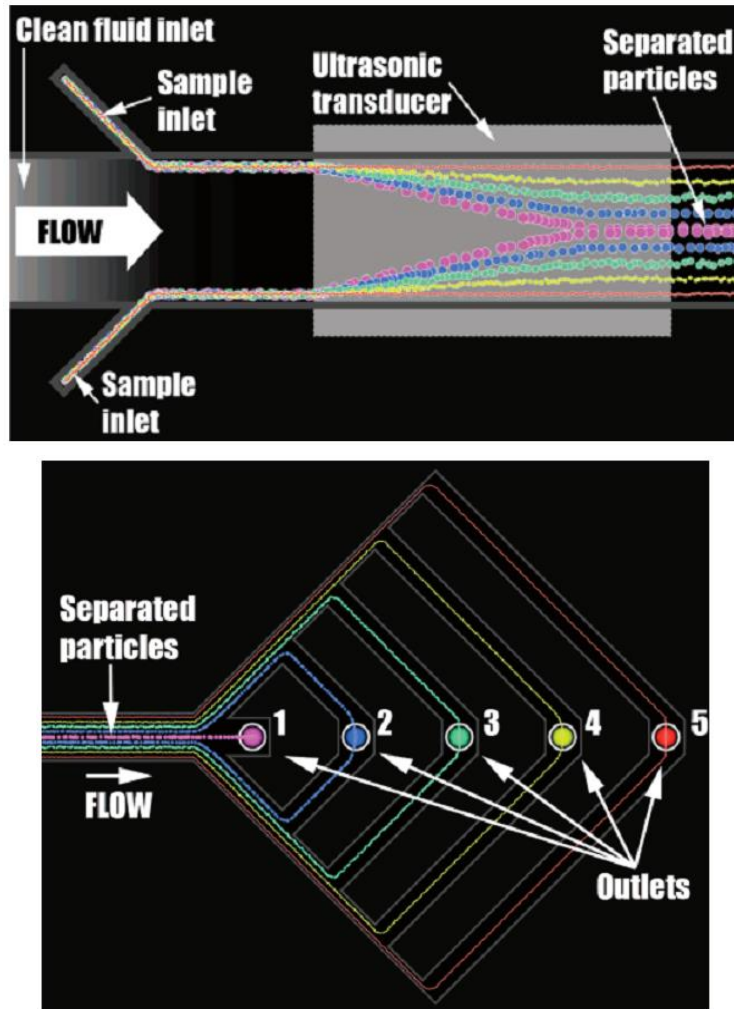 Clean fluid inlet
Sample
inlet
Ultrasonic
transducer
Separated
particles
FLOW
Sample
inlet
Separated
particles
1
2
3
4
5
FLOW
Outlets